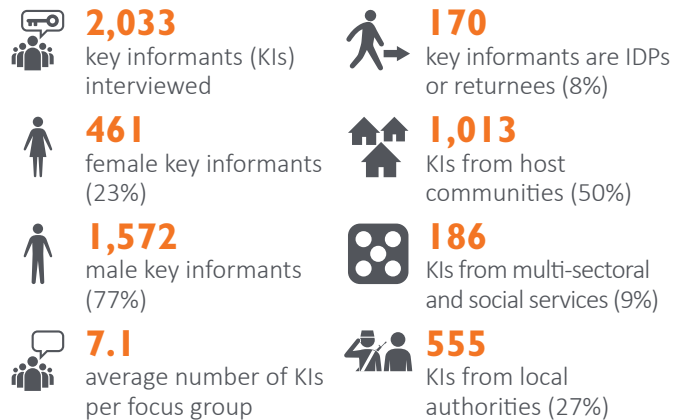 2,033
key informants (KIs)
interviewed
170
key informants are IDPs
or returnees (8%)
461
female key informants
(23%)
1,013
KIs from host
communities (50%)
1,572
male key informants
(77%)
186
KIs from multi-sectoral
and social services (9%)
7.1
average number of KIs
per focus group
555
KIs from local
authorities (27%)